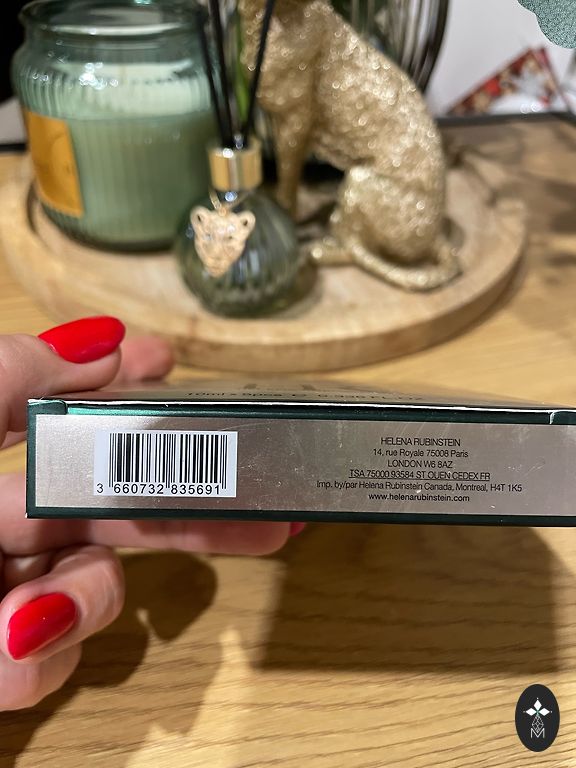 3 660732 835691
HELENA RUBINSTEIN
14, rue Royale 75008 Paris
LONDON W6 8AZ
TSA 75000 93584 ST OUEN CEDEX FR
Imp. by/par Helena Rubinstein Canada, Montreal, H4T 1K5
www.helenarubinstein.com
M